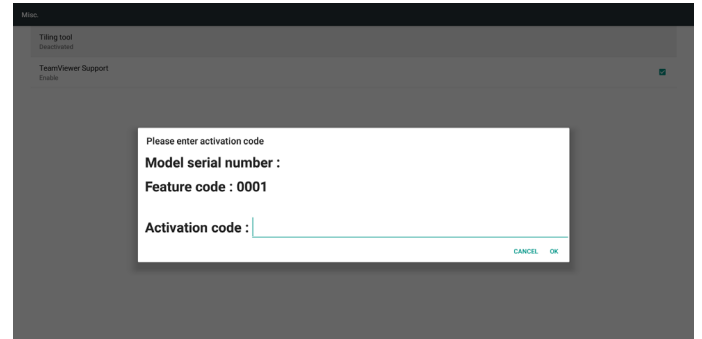 Misc.
Tiling tool
Deactivated
TeamViewer Support
Enable
Please enter activation code
Model serial number :
Feature code : 0001
Activation code :
CANCEL OK